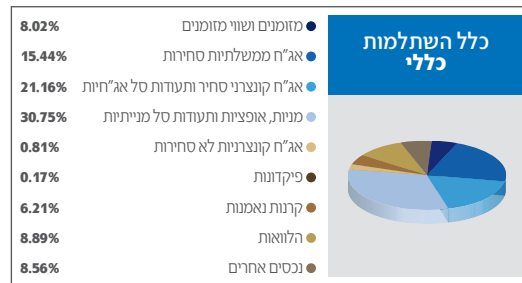 כלל השתלמות
כללי
מזומנים ושווי מזומנים 8.02%
אג"ח ממשלתיות סחירות 15.44%
אג"ח קונצרני סחיר ותעודות סל אג"חיות 21.16%
מניות, אופציות ותעודות סל מנייתיות 30.75%
אג"ח קונצרניות לא סחירות 0.81%
פיקדונות 0.17%
קרנות נאמנות 6.21%
הלוואות 8.89%
נכסים אחרים 8.56%